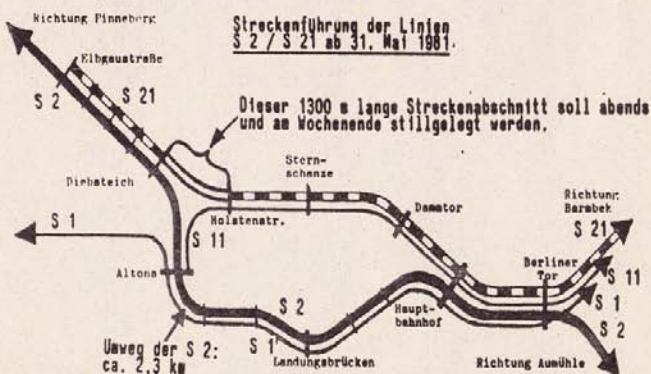 Richtung Pinneberg
Streckenführung der Linien
S 2 / S 21 ab 31. Mai 1981
Elbgaustraße
S 2
S 21
Dieser 1300 m lange Streckenabschnitt soll abends
und am Wochenende stillgelegt werden.
Stern-
schanze
Diebsteich
Holstenstr.
Damator
Richtung
Barmbek
S 21
S 1
S 11
S 11
Altona
Berliner
Tor
S 1
S 2
S 2
S 1
Haupt-
bahnhof
Umweg der S 2:
ca. 2,3 km
Landungsbrücken
Richtung Aumühle